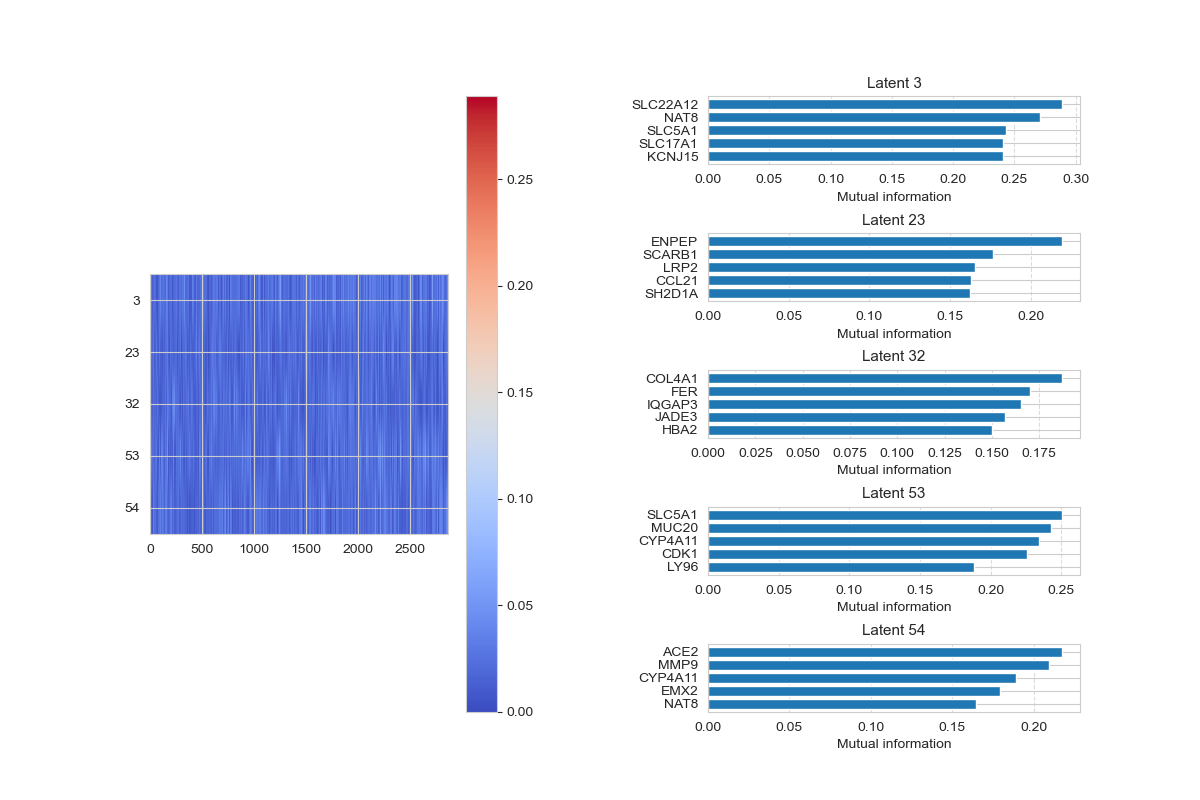 3
23
32
53
54
0 500 1000 1500 2000 2500
0.25
0.20
0.15
0.10
0.05
0.00
Latent 3
SLC22A12
NAT8
SLC5A1
SLC17A1
KCNJ15
0.00 0.05 0.10 0.15 0.20 0.25 0.30
Mutual information
Latent 23
ENPEP
SCARB1
LRP2
CCL21
SH2D1A
0.00 0.05 0.10 0.15 0.20
Mutual information
Latent 32
COL4A1
FER
IQGAP3
JADE3
HBA2
0.000 0.025 0.050 0.075 0.100 0.125 0.150 0.175
Mutual information
Latent 53
SLC5A1
MUC20
CYP4A11
CDK1
LY96
0.00 0.05 0.10 0.15 0.20 0.25
Mutual information
Latent 54
ACE2
MMP9
CYP4A11
EMX2
NAT8
0.00 0.05 0.10 0.15 0.20
Mutual information